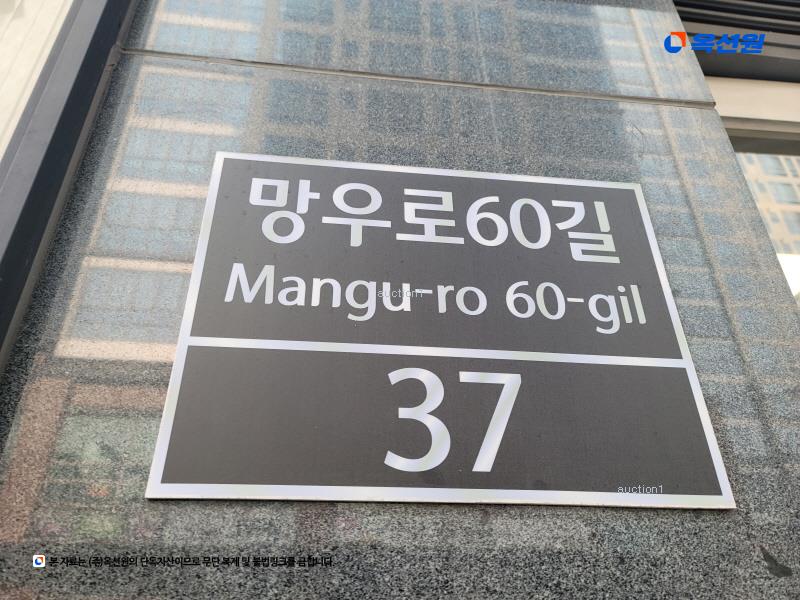 옥션원
망우로60길
Mangu-ro 60-gil
auction1
37
auction1
본 자료는 (주)옥션원의 단독자산이므로 무단 복제 및 불법링크를 금합니다.